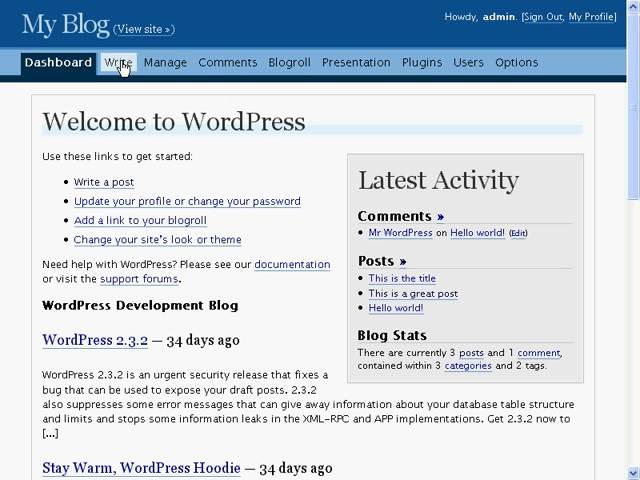 My Blog (View site »)
Howdy, admin. [Sign Out, My Profile]
Dashboard Write Manage Comments Blogroll Presentation Plugins Users Options
Welcome to WordPress
Use these links to get started:
• Write a post
• Update your profile or change your password
• Add a link to your blogroll
• Change your site's look or theme
Need help with WordPress? Please see our documentation
or visit the support forums.
WordPress Development Blog
WordPress 2.3.2 — 34 days ago
WordPress 2.3.2 is an urgent security release that fixes a
bug that can be used to expose your draft posts. 2.3.2
also suppresses some error messages that can give away information about your database table structure
and limits and stops some information leaks in the XML-RPC and APP implementations. Get 2.3.2 now to
[...]
Stay Warm, WordPress Hoodie — 34 days ago
Latest Activity
Comments »
• Mr WordPress on Hello world! (Edit)
Posts »
• This is the title
• This is a great post
• Hello world!
Blog Stats
There are currently 3 posts and 1 comment,
contained within 3 categories and 2 tags.